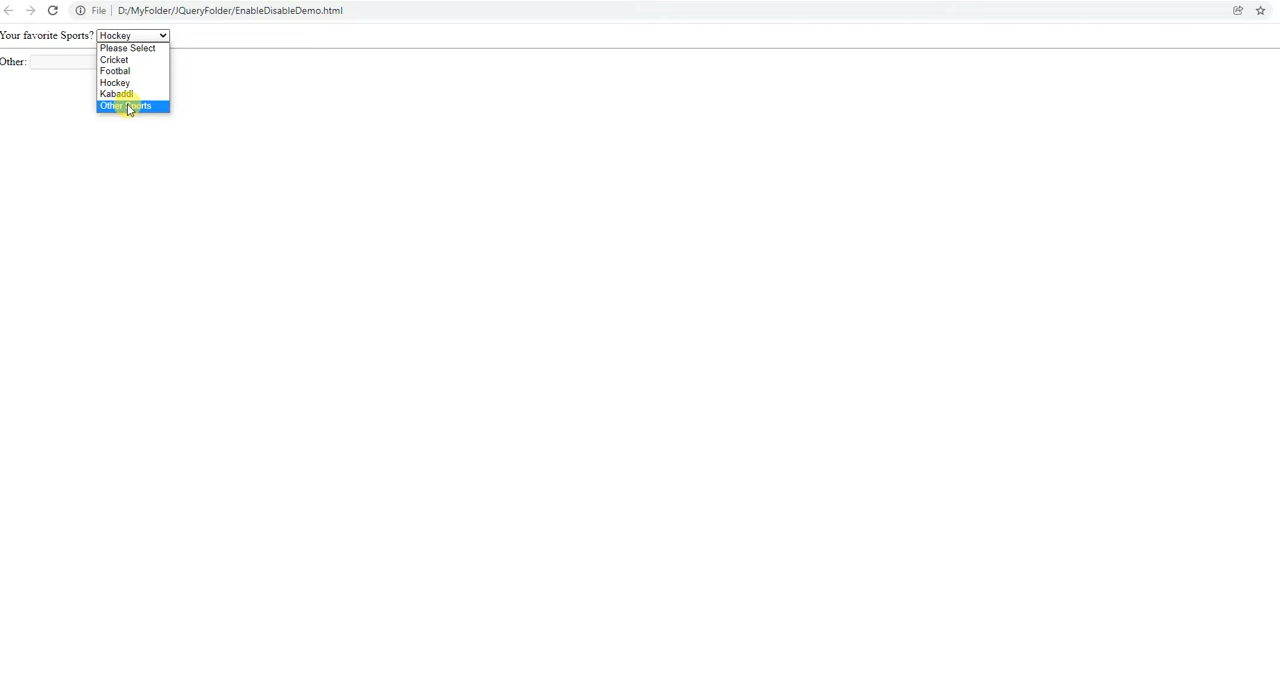 File D:/MyFolder/JQueryFolder/EnableDisableDemo.html
Your favorite Sports? Hockey
Please Select
Cricket
Footbal
Hockey
Kabaddi
Other Sports
Other: